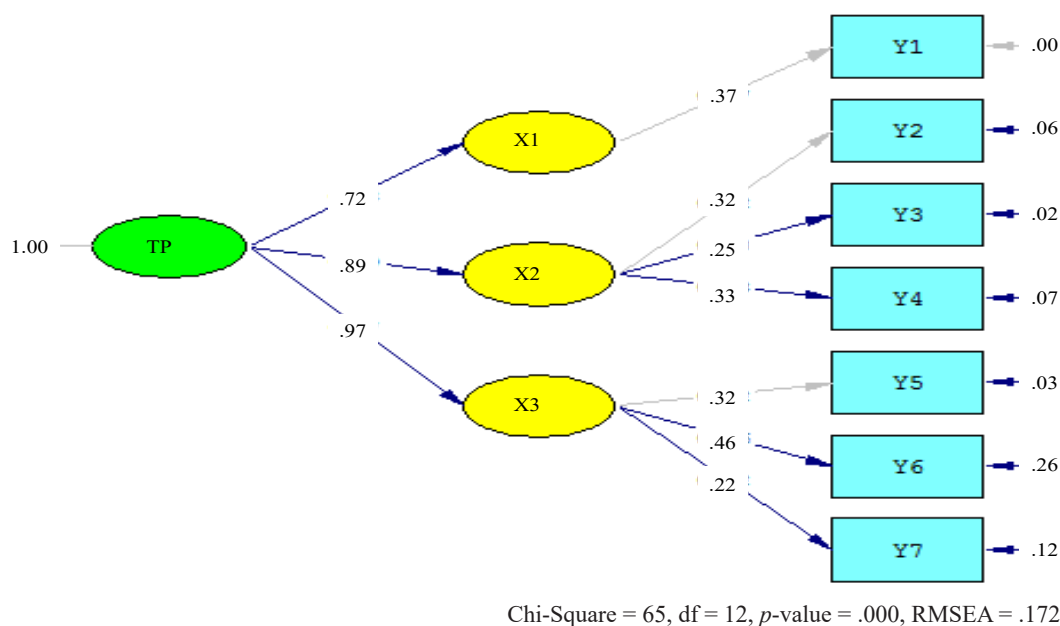 Y1
.00
.37
X1
Y2
.06
.72
.32
Y3
.02
1.00
TP
.25
.89
X2
.33
Y4
.07
.97
Y5
.03
X3
.32
.46
Y6
.26
.22
Y7
.12
Chi-Square = 65, df = 12, p-value = .000, RMSEA = .172